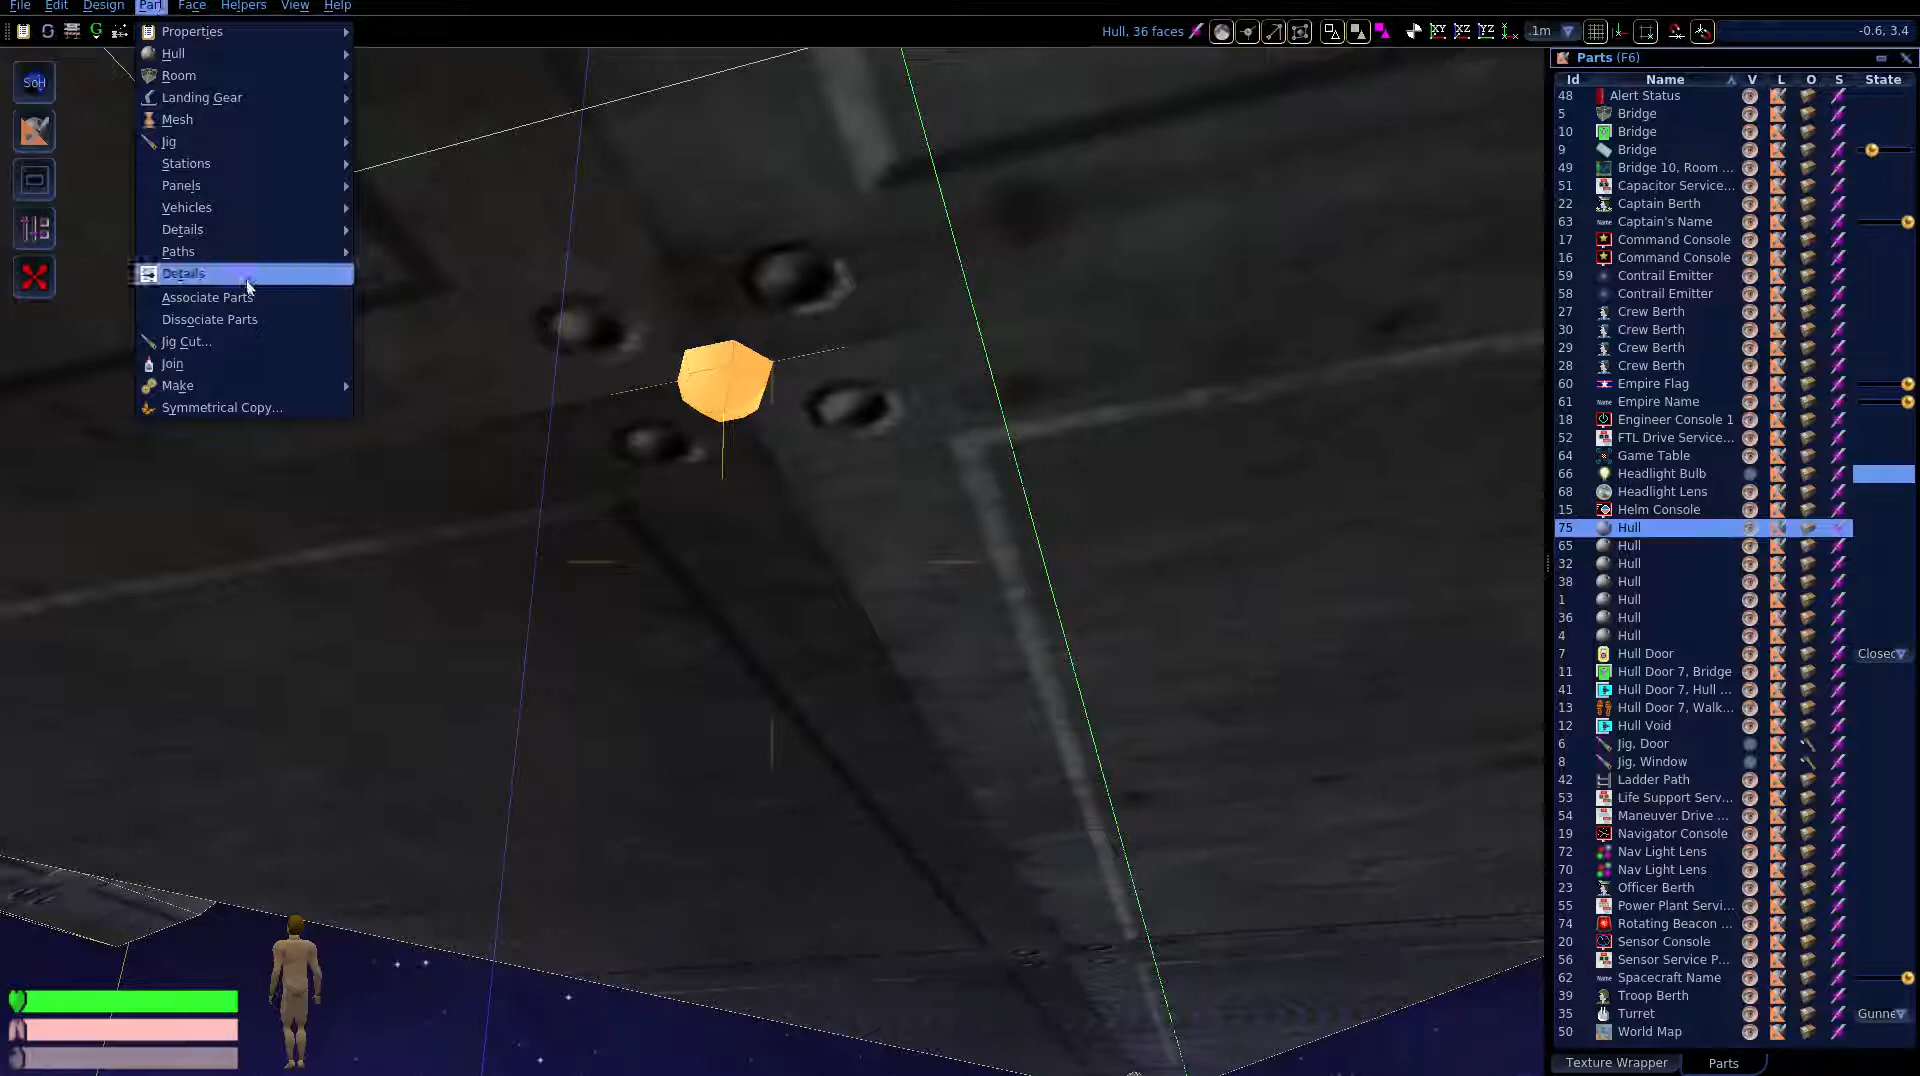 File Edit Design Part Face Helpers View Help
Hull, 36 faces
XY XZ YZ
.1m
-0.6, 3.4
SoH
Properties
Hull
Room
Landing Gear
Mesh
Jig
Stations
Panels
Vehicles
Details
Paths
Details
Associate Parts
Dissociate Parts
Jig Cut...
Join
Make
Symmetrical Copy...
Parts (F6)
Id Name V L O S State
48 Alert Status
5 Bridge
10 Bridge
9 Bridge
49 Bridge 10, Room ...
51 Capacitor Service...
22 Captain Berth
63 Name Captain's Name
17 Command Console
16 Command Console
59 Contrail Emitter
58 Contrail Emitter
27 Crew Berth
30 Crew Berth
29 Crew Berth
28 Crew Berth
60 Empire Flag
61 Name Empire Name
18 Engineer Console 1
52 FTL Drive Service...
64 Game Table
66 Headlight Bulb
68 Headlight Lens
15 Helm Console
75 Hull
65 Hull
32 Hull
38 Hull
1 Hull
36 Hull
4 Hull
7 Hull Door Closed
11 Hull Door 7, Bridge
41 Hull Door 7, Hull ...
13 Hull Door 7, Walk...
12 Hull Void
6 Jig, Door
8 Jig, Window
42 Ladder Path
53 Life Support Serv...
54 Maneuver Drive ...
19 Navigator Console
72 Nav Light Lens
70 Nav Light Lens
23 Officer Berth
55 Power Plant Servi...
74 Rotating Beacon ...
20 Sensor Console
56 Sensor Service P...
62 Name Spacecraft Name
39 Troop Berth
35 Turret Gunne
50 World Map
Texture Wrapper Parts